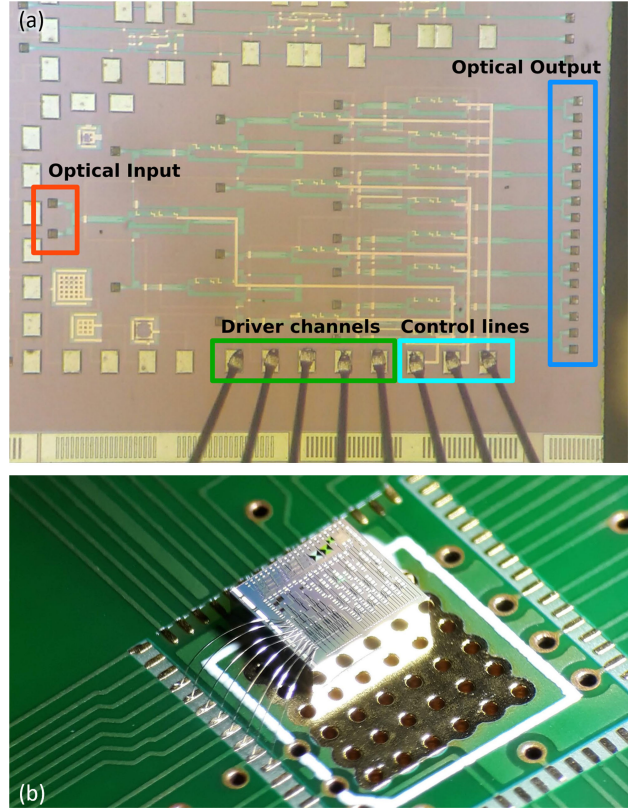 (a)
Optical Output
Optical Input
Driver channels
Control lines
(b)